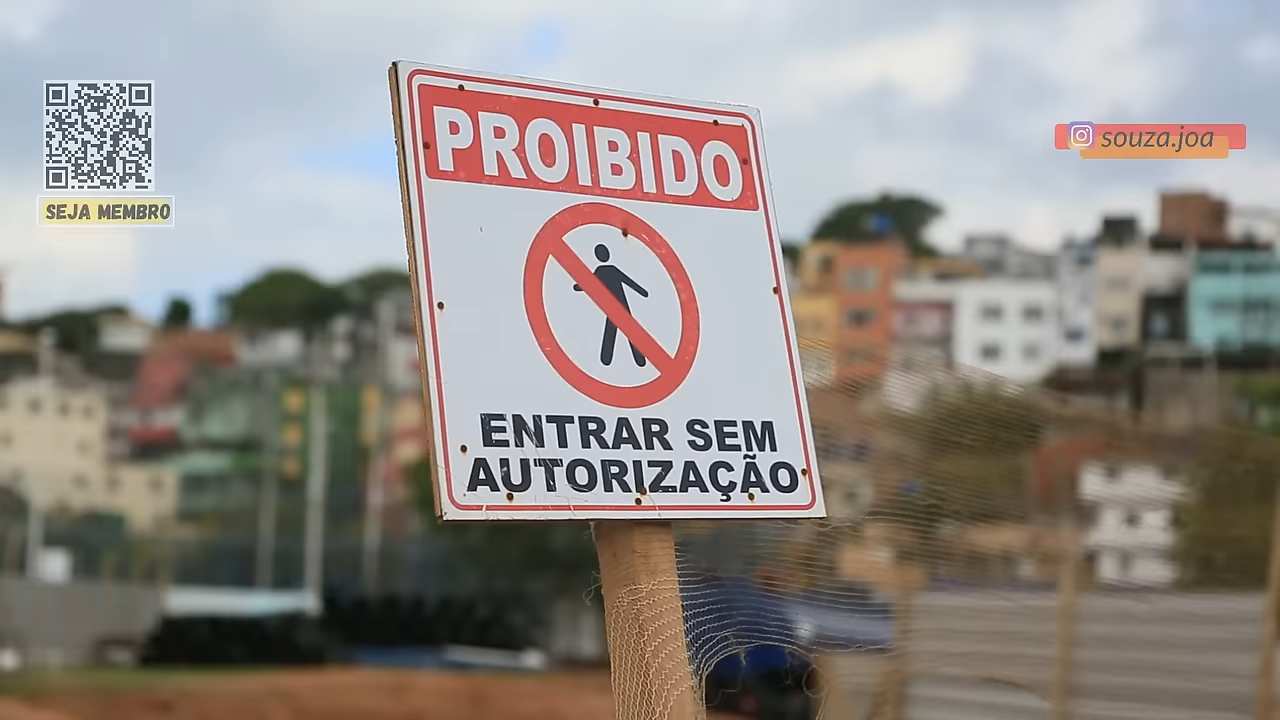 PROIBIDO
ENTRAR SEM
AUTORIZAÇÃO
SEJA MEMBRO
souza.joa